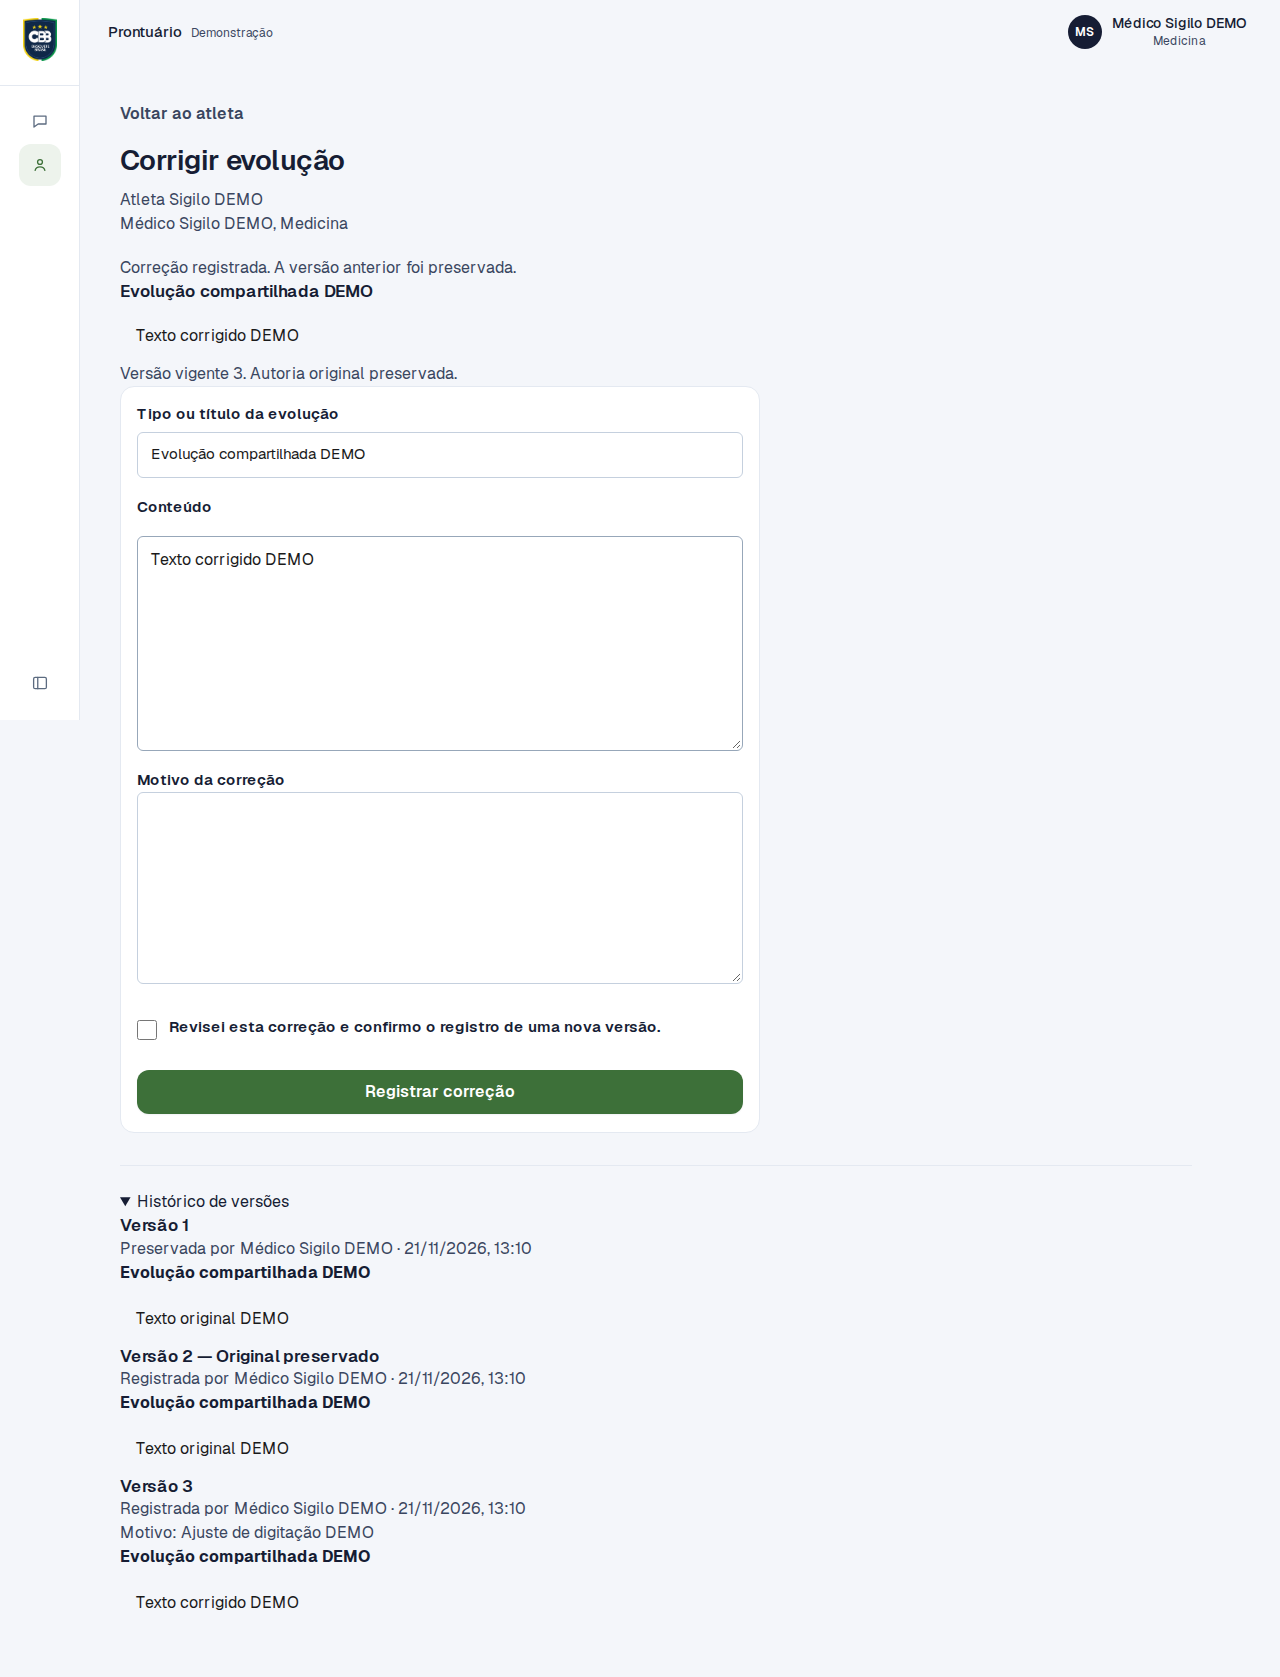 CBB
Prontuário Demonstração
MS
Médico Sigilo DEMO
Medicina
Voltar ao atleta
Corrigir evolução
Atleta Sigilo DEMO
Médico Sigilo DEMO, Medicina
Correção registrada. A versão anterior foi preservada.
Evolução compartilhada DEMO
Texto corrigido DEMO
Versão vigente 3. Autoria original preservada.
Tipo ou título da evolução
Evolução compartilhada DEMO
Conteúdo
Texto corrigido DEMO
Motivo da correção
Revisei esta correção e confirmo o registro de uma nova versão.
Registrar correção
Histórico de versões
Versão 1
Preservada por Médico Sigilo DEMO · 21/11/2026, 13:10
Evolução compartilhada DEMO
Texto original DEMO
Versão 2 — Original preservado
Registrada por Médico Sigilo DEMO · 21/11/2026, 13:10
Evolução compartilhada DEMO
Texto original DEMO
Versão 3
Registrada por Médico Sigilo DEMO · 21/11/2026, 13:10
Motivo: Ajuste de digitação DEMO
Evolução compartilhada DEMO
Texto corrigido DEMO